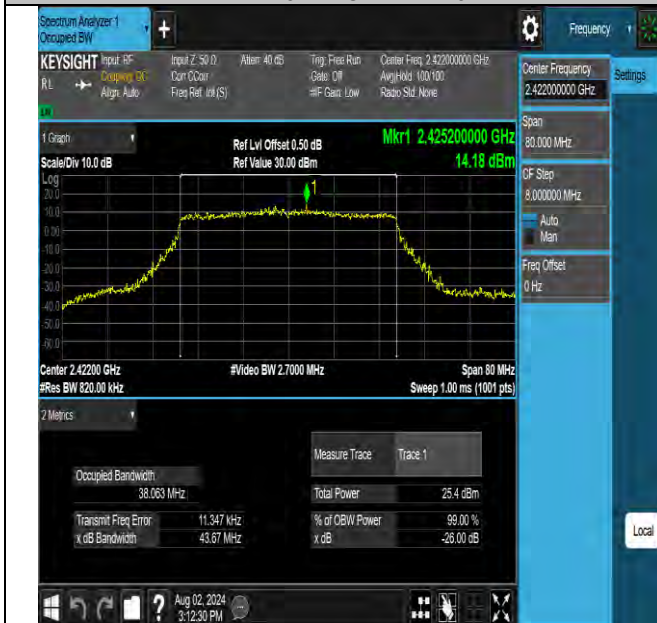 Spectrum Analyzer 1
Occupied BW
Frequency
KEYSIGHT Input: RF Input Z: 50 Ω Atten: 40 dB Trig: Free Run Center Freq: 2.422000000 GHz
RL Coupling: DC Corr CCorr Gate: Off Avg|Hold: 100/100
Align: Auto Freq Ref: Int (S) #IF Gain: Low Radio Std: None
Center Frequency
2.422000000 GHz
Settings
Span
80.000 MHz
CF Step
8.000000 MHz
Auto
Man
Freq Offset
0 Hz
1 Graph
Ref Lvl Offset 0.50 dB
Mkr1 2.425200000 GHz
Scale/Div 10.0 dB
Ref Value 30.00 dBm
14.18 dBm
Log
20.0
1
10.0
0.00
-10.0
-20.0
-30.0
-40.0
-50.0
-60.0
Center 2.42200 GHz #Video BW 2.7000 MHz Span 80 MHz
#Res BW 820.00 kHz Sweep 1.00 ms (1001 pts)
2 Metrics
Measure Trace Trace 1
Occupied Bandwidth
38.063 MHz
Total Power 25.4 dBm
Transmit Freq Error 11.347 kHz
% of OBW Power 99.00 %
x dB Bandwidth 43.67 MHz
x dB -26.00 dB
Local
?
Aug 02, 2024
3:12:30 PM